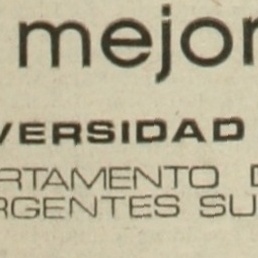 mejor
VERSIDAD
RTAMENTO D
RGENTES SU